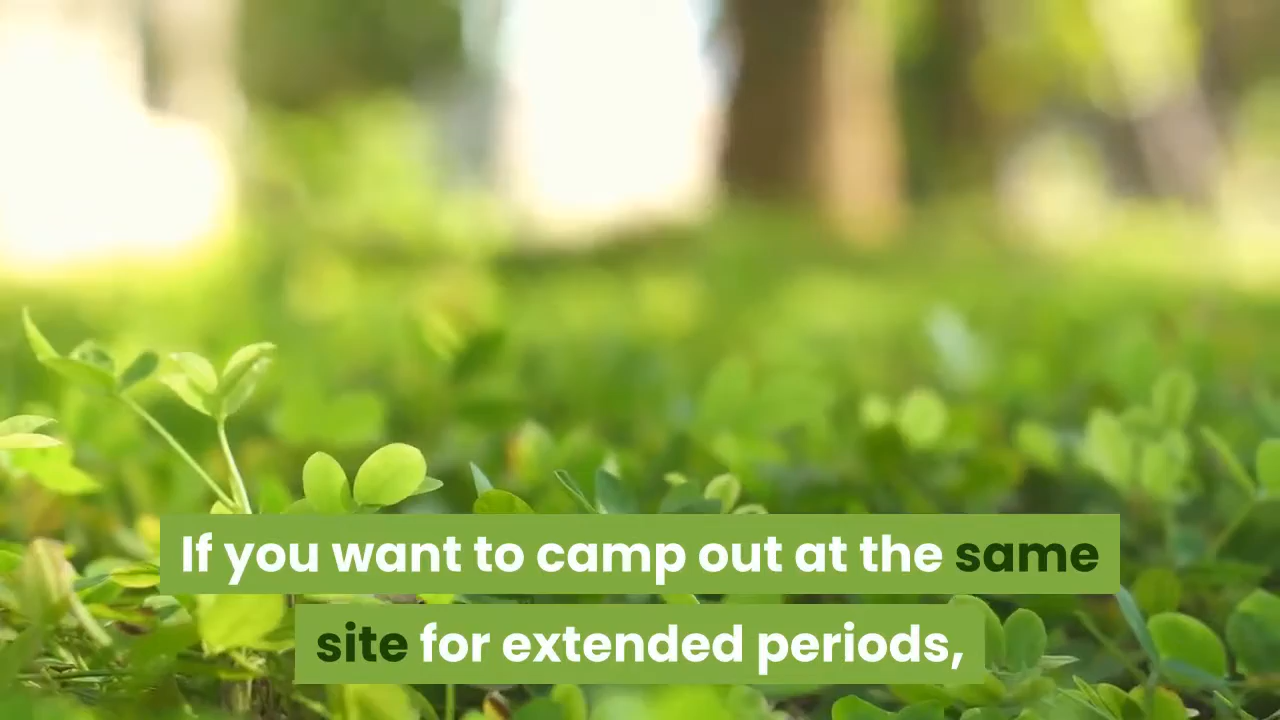 If you want to camp out at the same
site for extended periods,